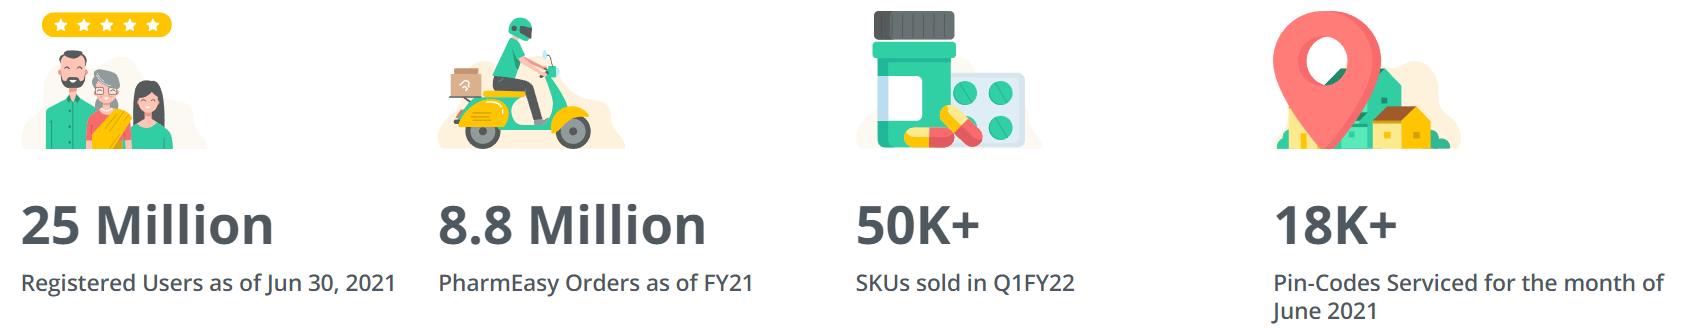 25 Million
Registered Users as of Jun 30, 2021
8.8 Million
PharmEasy Orders as of FY21
50K+
SKUs sold in Q1FY22
18K+
Pin-Codes Serviced for the month of
June 2021